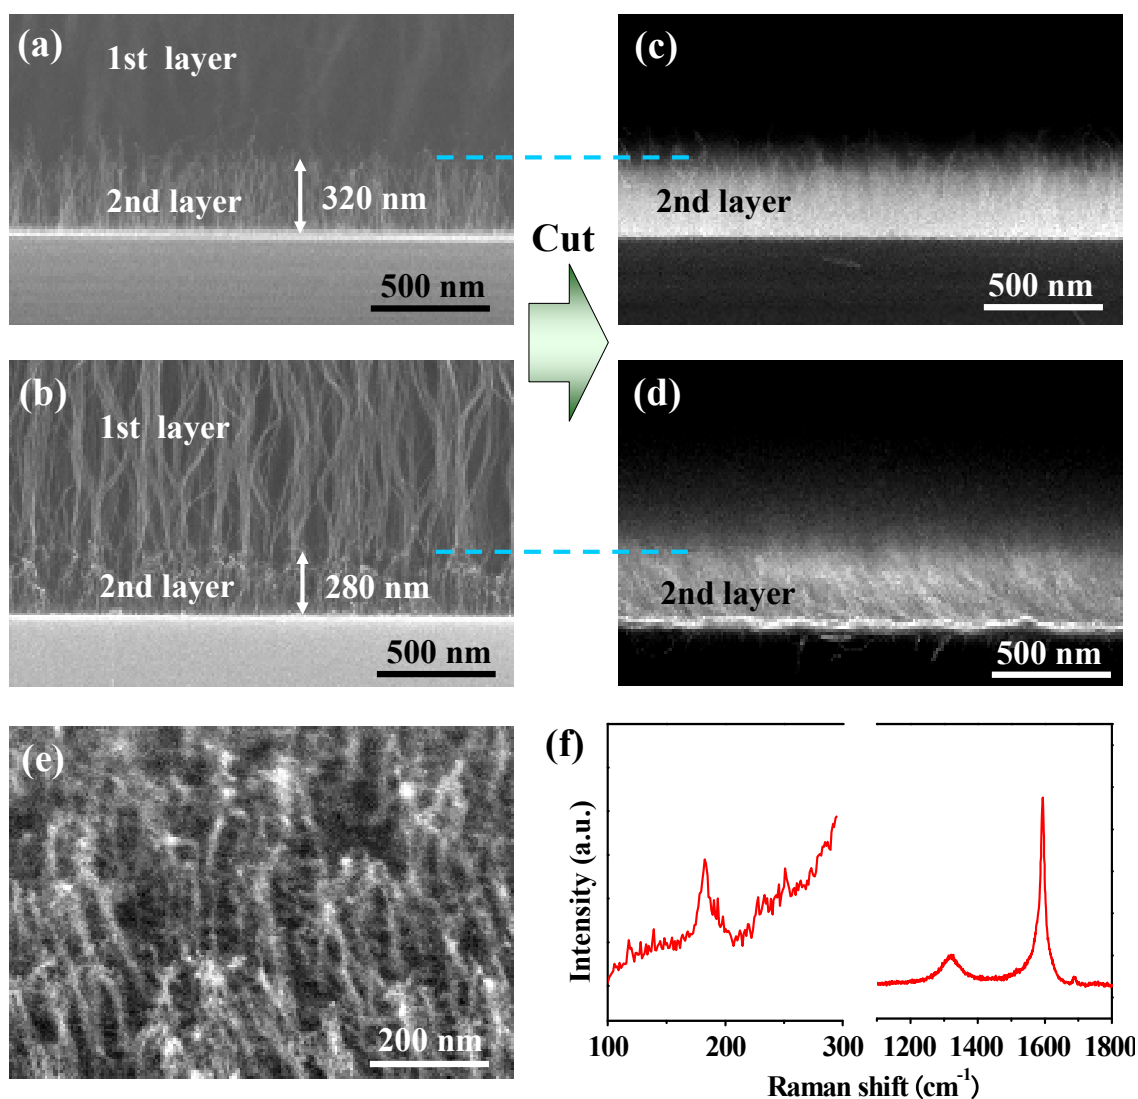 (a)
1st layer
2nd layer
320 nm
500 nm
(c)
2nd layer
500 nm
Cut
(b)
1st layer
2nd layer
280 nm
500 nm
(d)
2nd layer
500 nm
(e)
200 nm
(f)
Intensity (a.u.)
100 200 300 1200 1400 1600 1800
Raman shift (cm⁻¹)